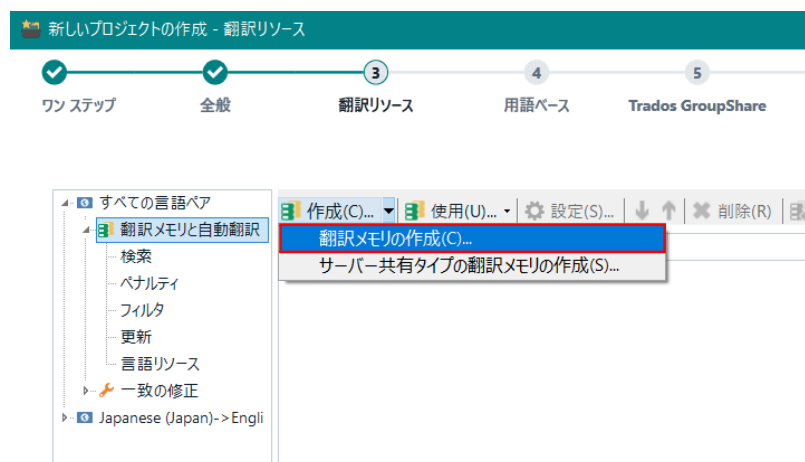 新しいプロジェクトの作成 - 翻訳リソース
3
4
5
ワン ステップ
全般
翻訳リソース
用語ベース
Trados GroupShare
すべての言語ペア
翻訳メモリと自動翻訳
検索
ペナルティ
フィルタ
更新
言語リソース
一致の修正
Japanese (Japan)->Engli
作成(C)... 使用(U)... 設定(S)... 削除(R)
翻訳メモリの作成(C)...
サーバー共有タイプの翻訳メモリの作成(S)...